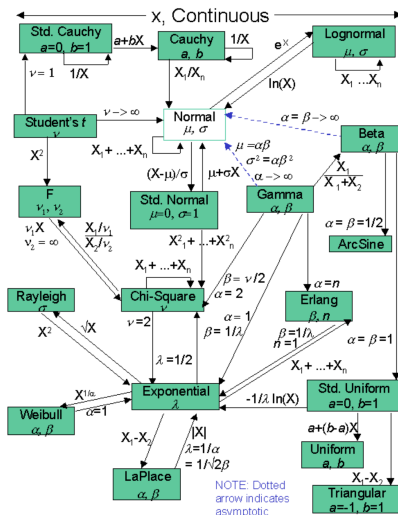 x, Continuous
Std. Cauchy
a=0, b=1
a+bX
Cauchy
a, b
1/X
1/X
Lognormal
μ, σ
e^X
ln(X)
X₁ ...Xₙ
ν = 1
X₁/Xₙ
Student's t
ν
ν –> ∞
Normal
μ, σ
X₁ + ...+ Xₙ
α = β –> ∞
Beta
α, β
X²
(X-μ)/σ
μ+σX
μ = αβ
σ² = αβ²
α –> ∞
X₁
X₁+X₂
F
ν₁, ν₂
Std. Normal
μ=0, σ=1
Gamma
α, β
ν₁X
ν₂ = ∞
X₁/ν₁
X₂/ν₂
X²₁ + ...+X²ₙ
α = β =1/2
ArcSine
X₁ + ...+Xₙ
Chi-Square
ν
β = ν/2
α = 2
α=n
Rayleigh
σ
√X
X²
ν=2
λ =1/2
α = 1
β = 1/λ
Erlang
β, n
β=1/λ
n=1
α = β =1
X₁ + ...+ Xₙ
Exponential
λ
Std. Uniform
a=0, b=1
-1/λ ln(X)
X^1/α
α=1
Weibull
α, β
X₁-X₂
|X|
λ=1/α
= 1/√2β
a+(b-a)X
Uniform
a, b
LaPlace
α, β
X₁-X₂
Triangular
a=-1, b=1
NOTE: Dotted
arrow indicates
asymptotic